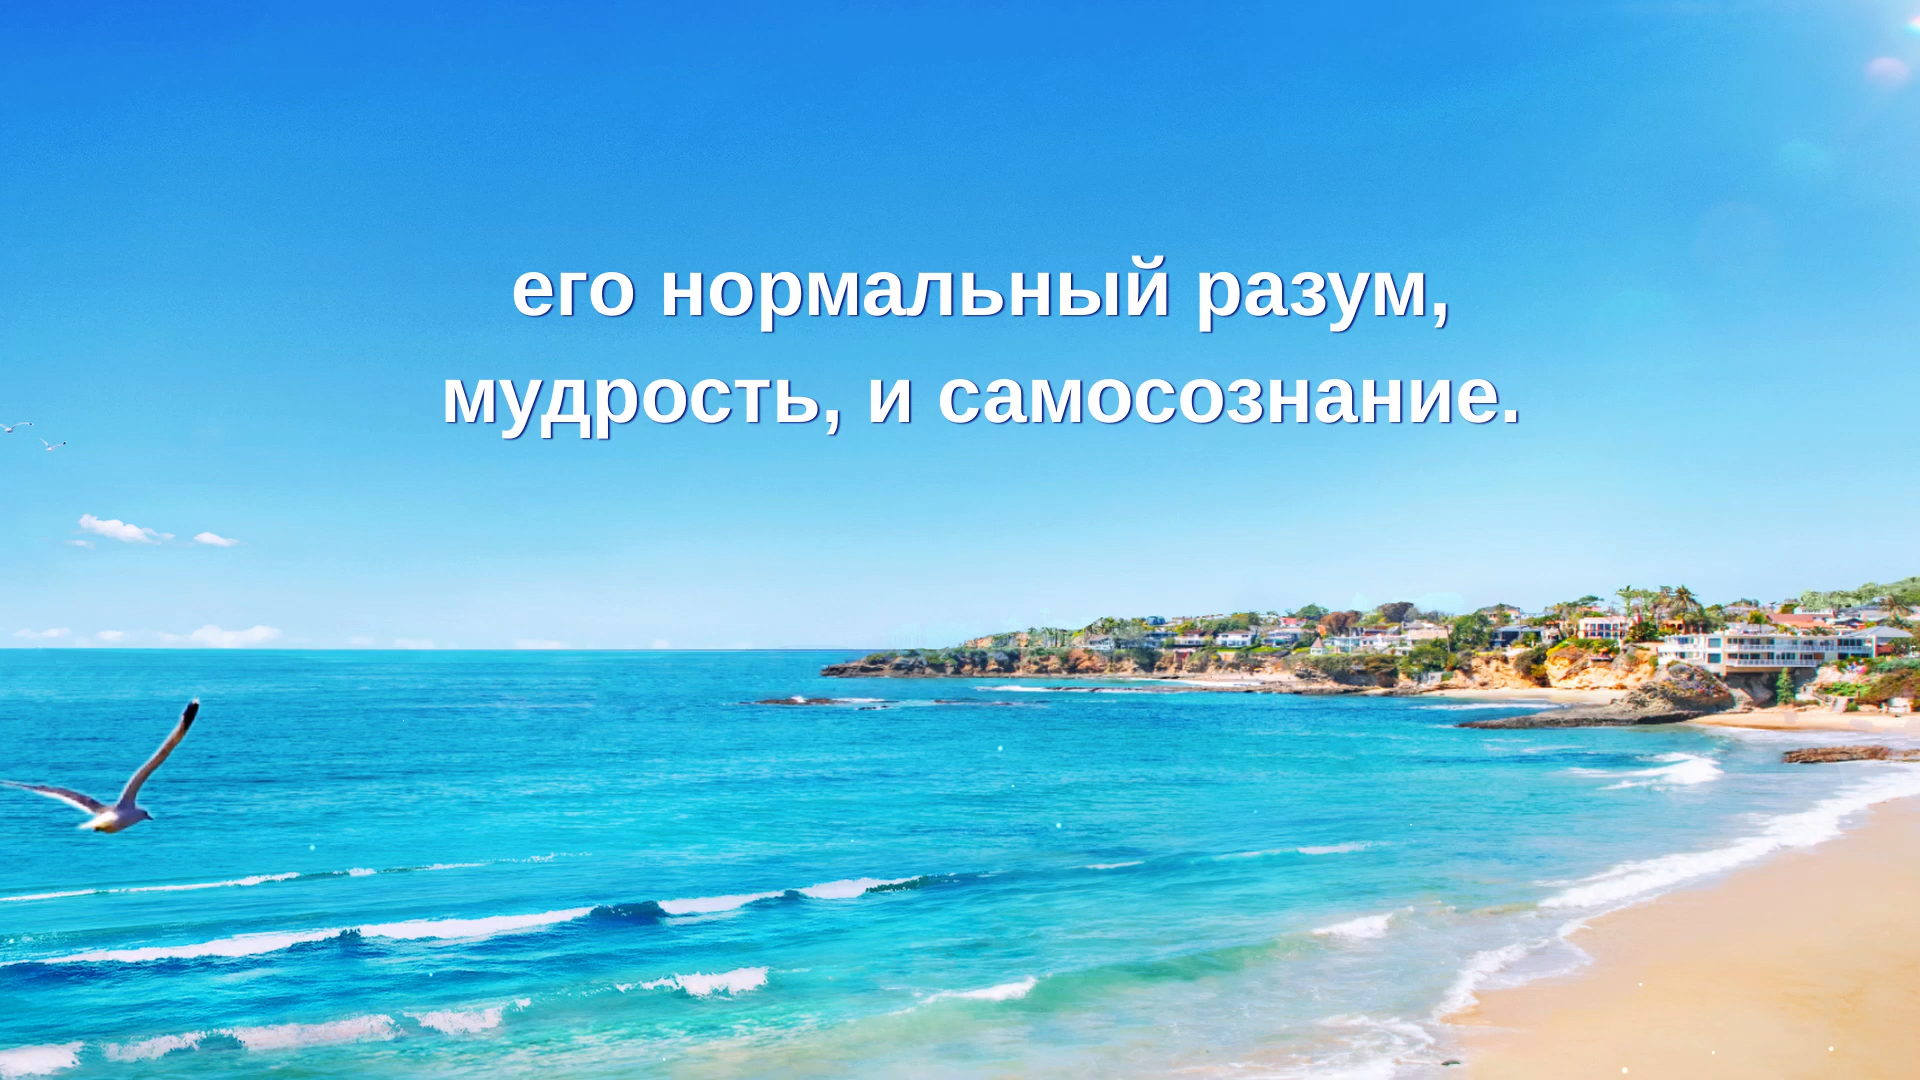 его нормальный разум,
мудрость, и самосознание.